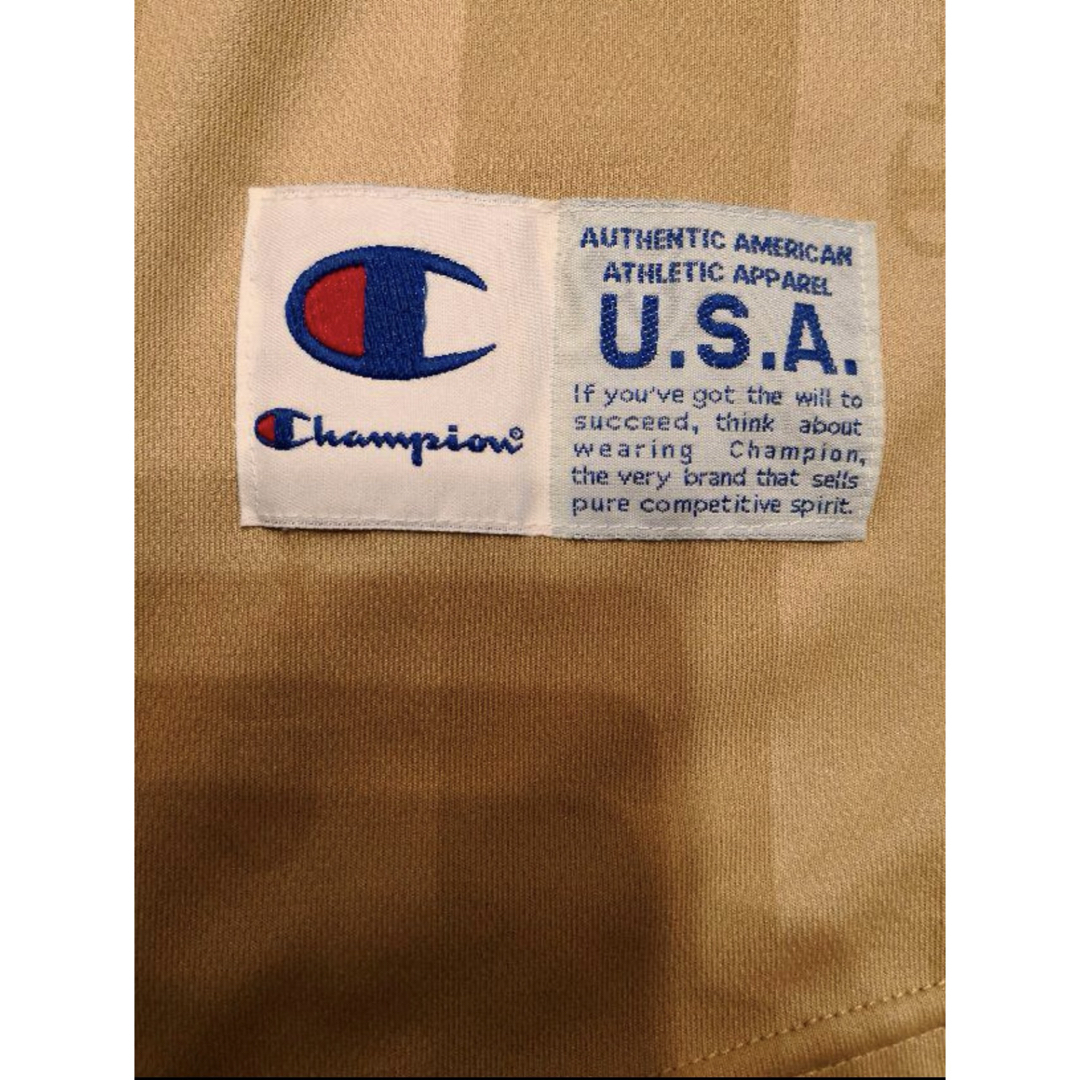 Champion®
AUTHENTIC AMERICAN
ATHLETIC APPAREL
U.S.A.
If you've got the will to
succeed, think about
wearing Champion,
the very brand that sells
pure competitive spirit.